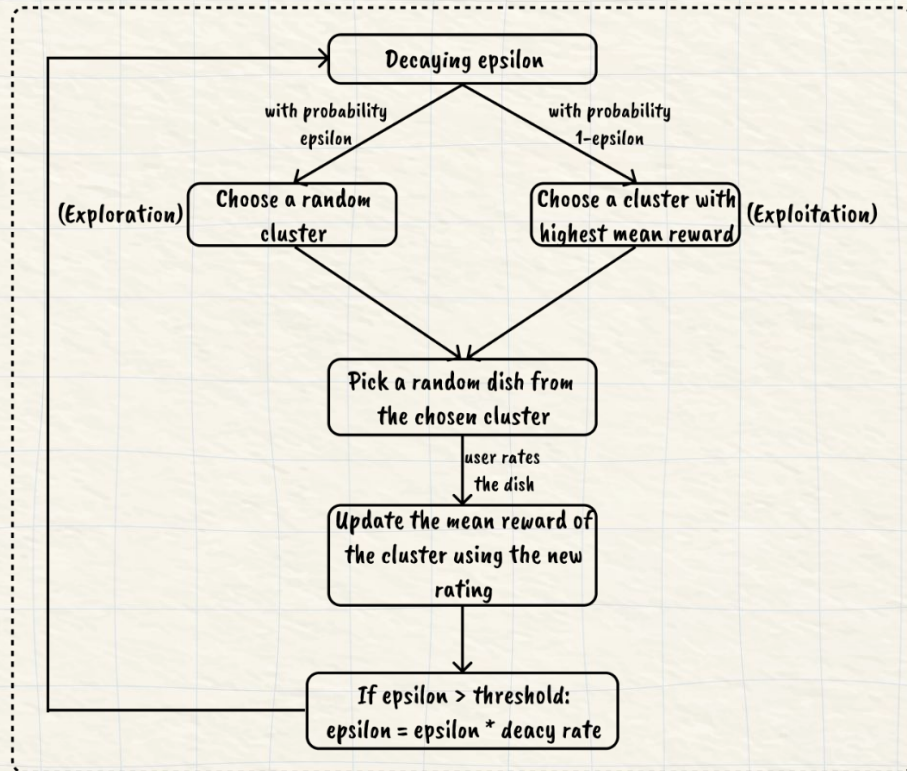 Decaying epsilon
with probability
epsilon
with probability
1-epsilon
(Exploration)
Choose a random
cluster
Choose a cluster with
highest mean reward
(Exploitation)
Pick a random dish from
the chosen cluster
user rates
the dish
Update the mean reward of
the cluster using the new
rating
If epsilon > threshold:
epsilon = epsilon * deacy rate